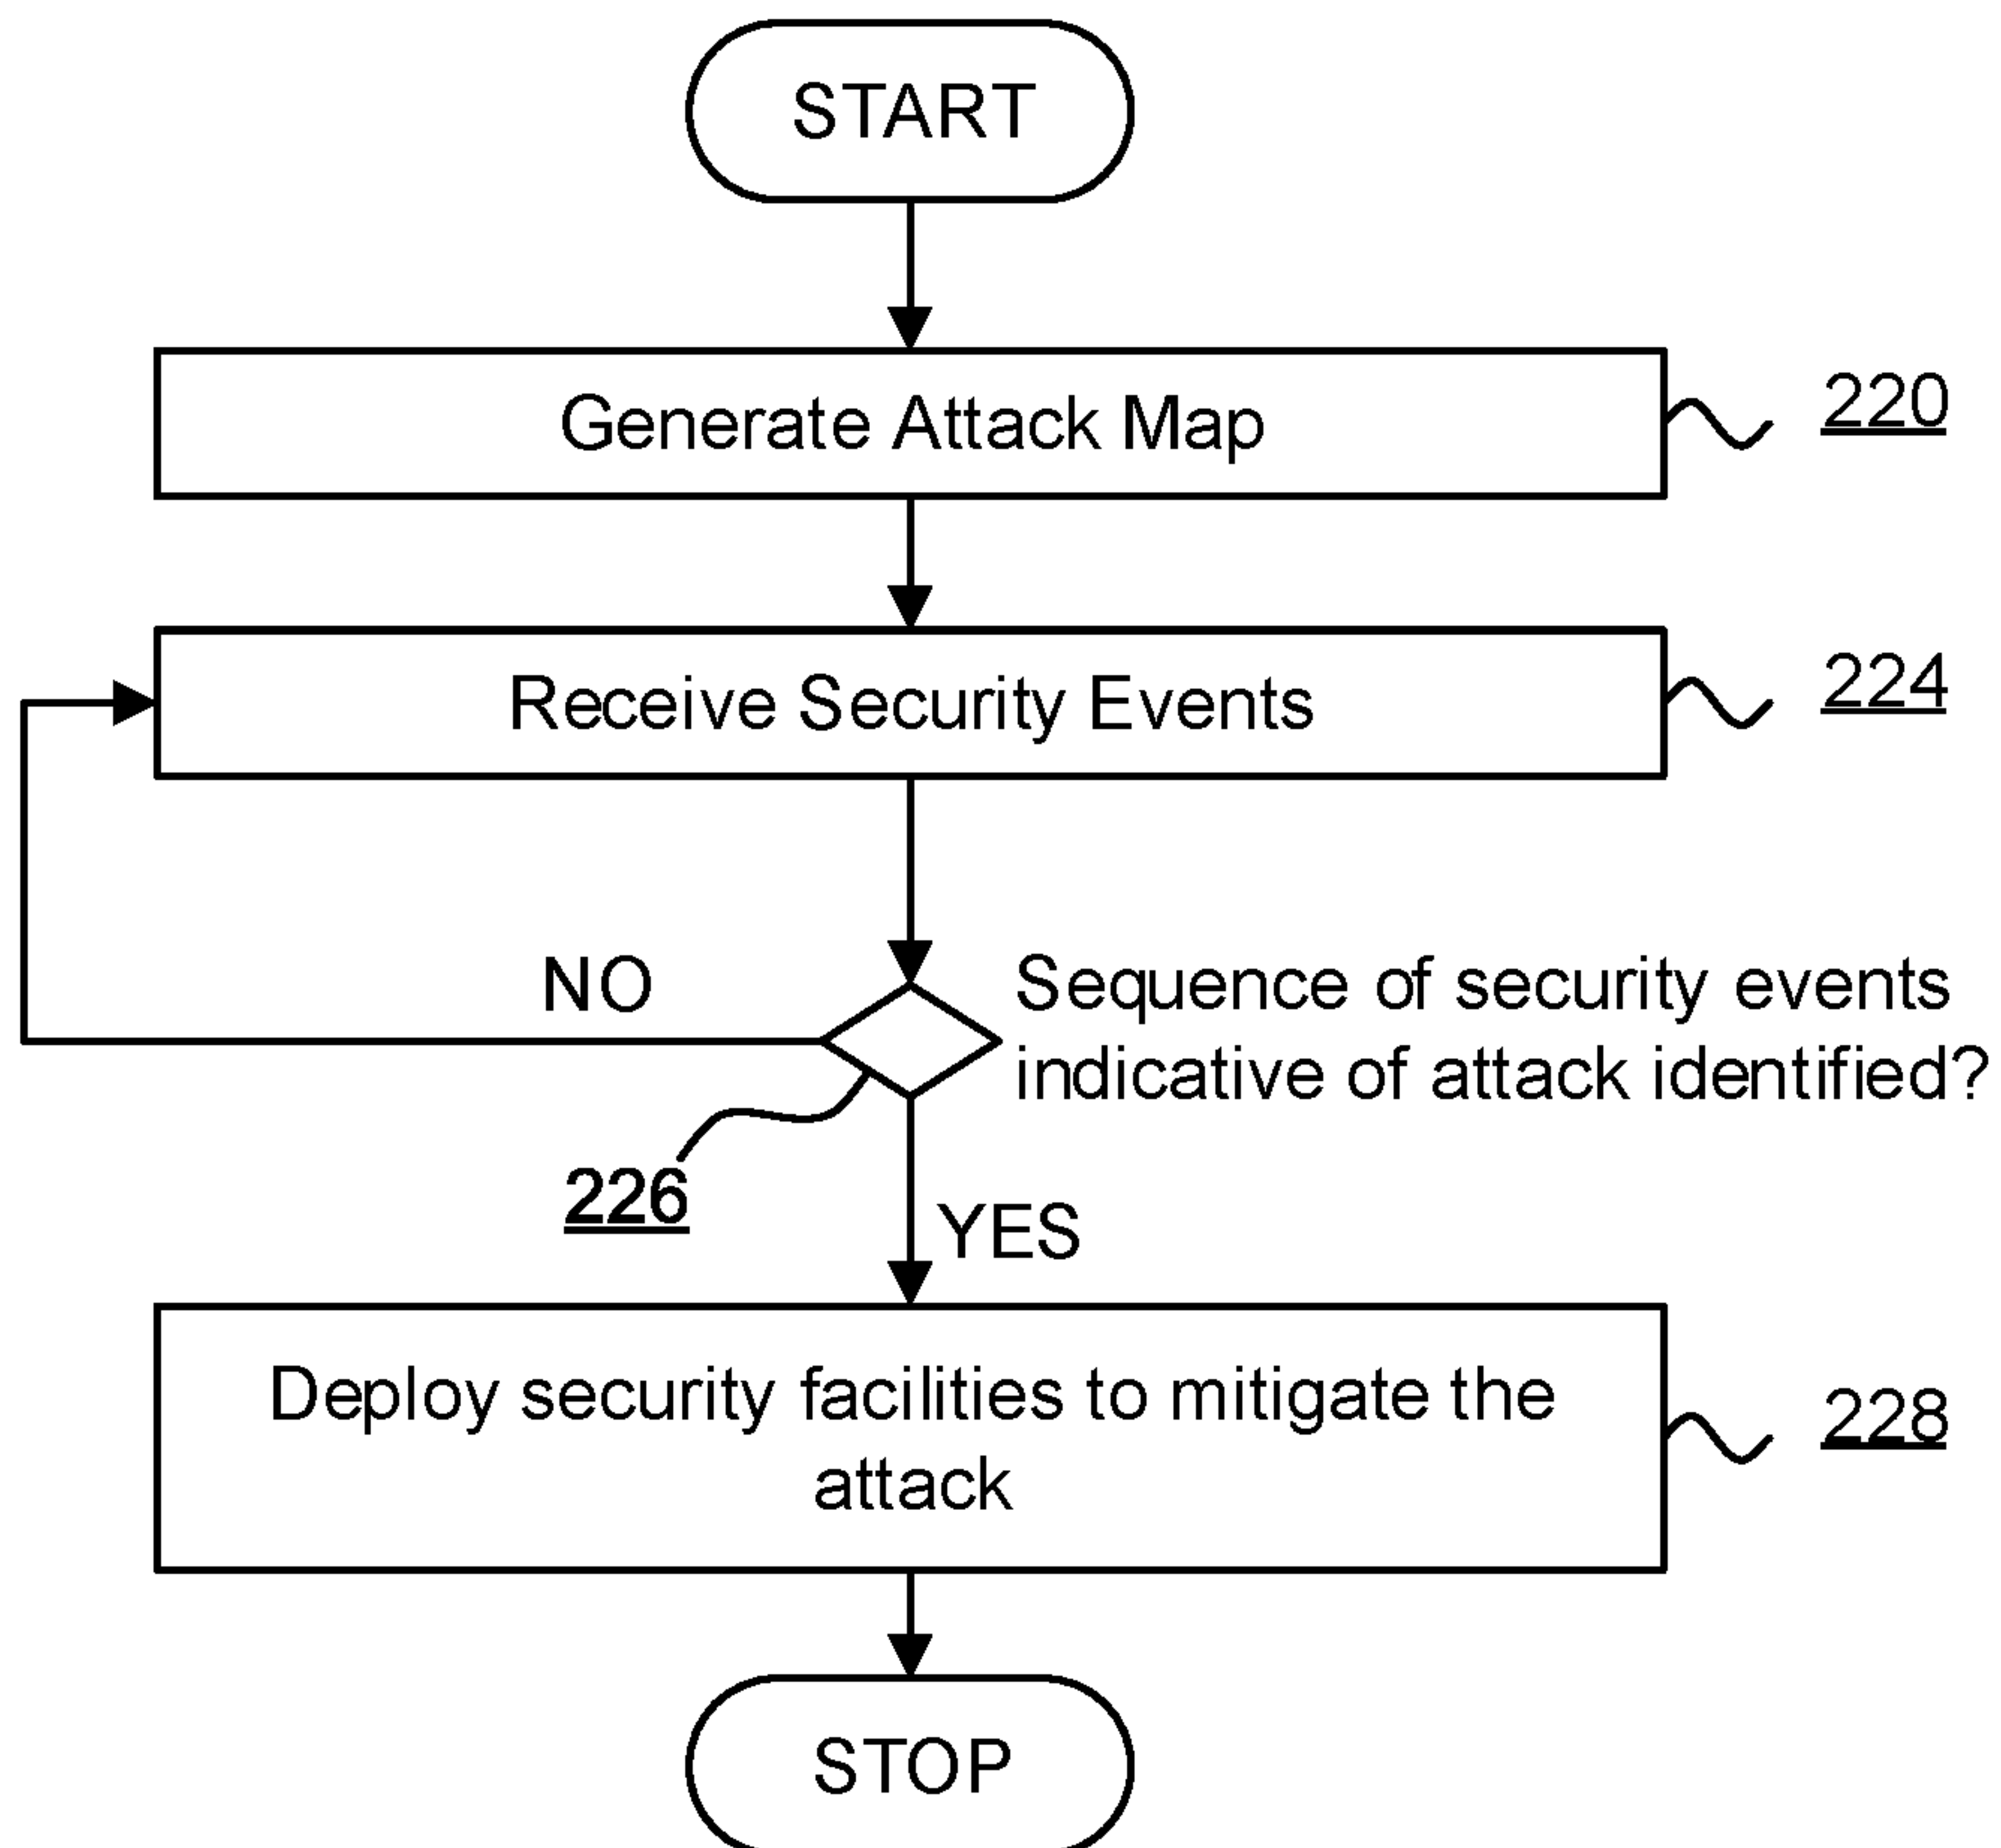 START
Generate Attack Map
220
Receive Security Events
224
NO
Sequence of security events
indicative of attack identified?
226
YES
Deploy security facilities to mitigate the
attack
228
STOP